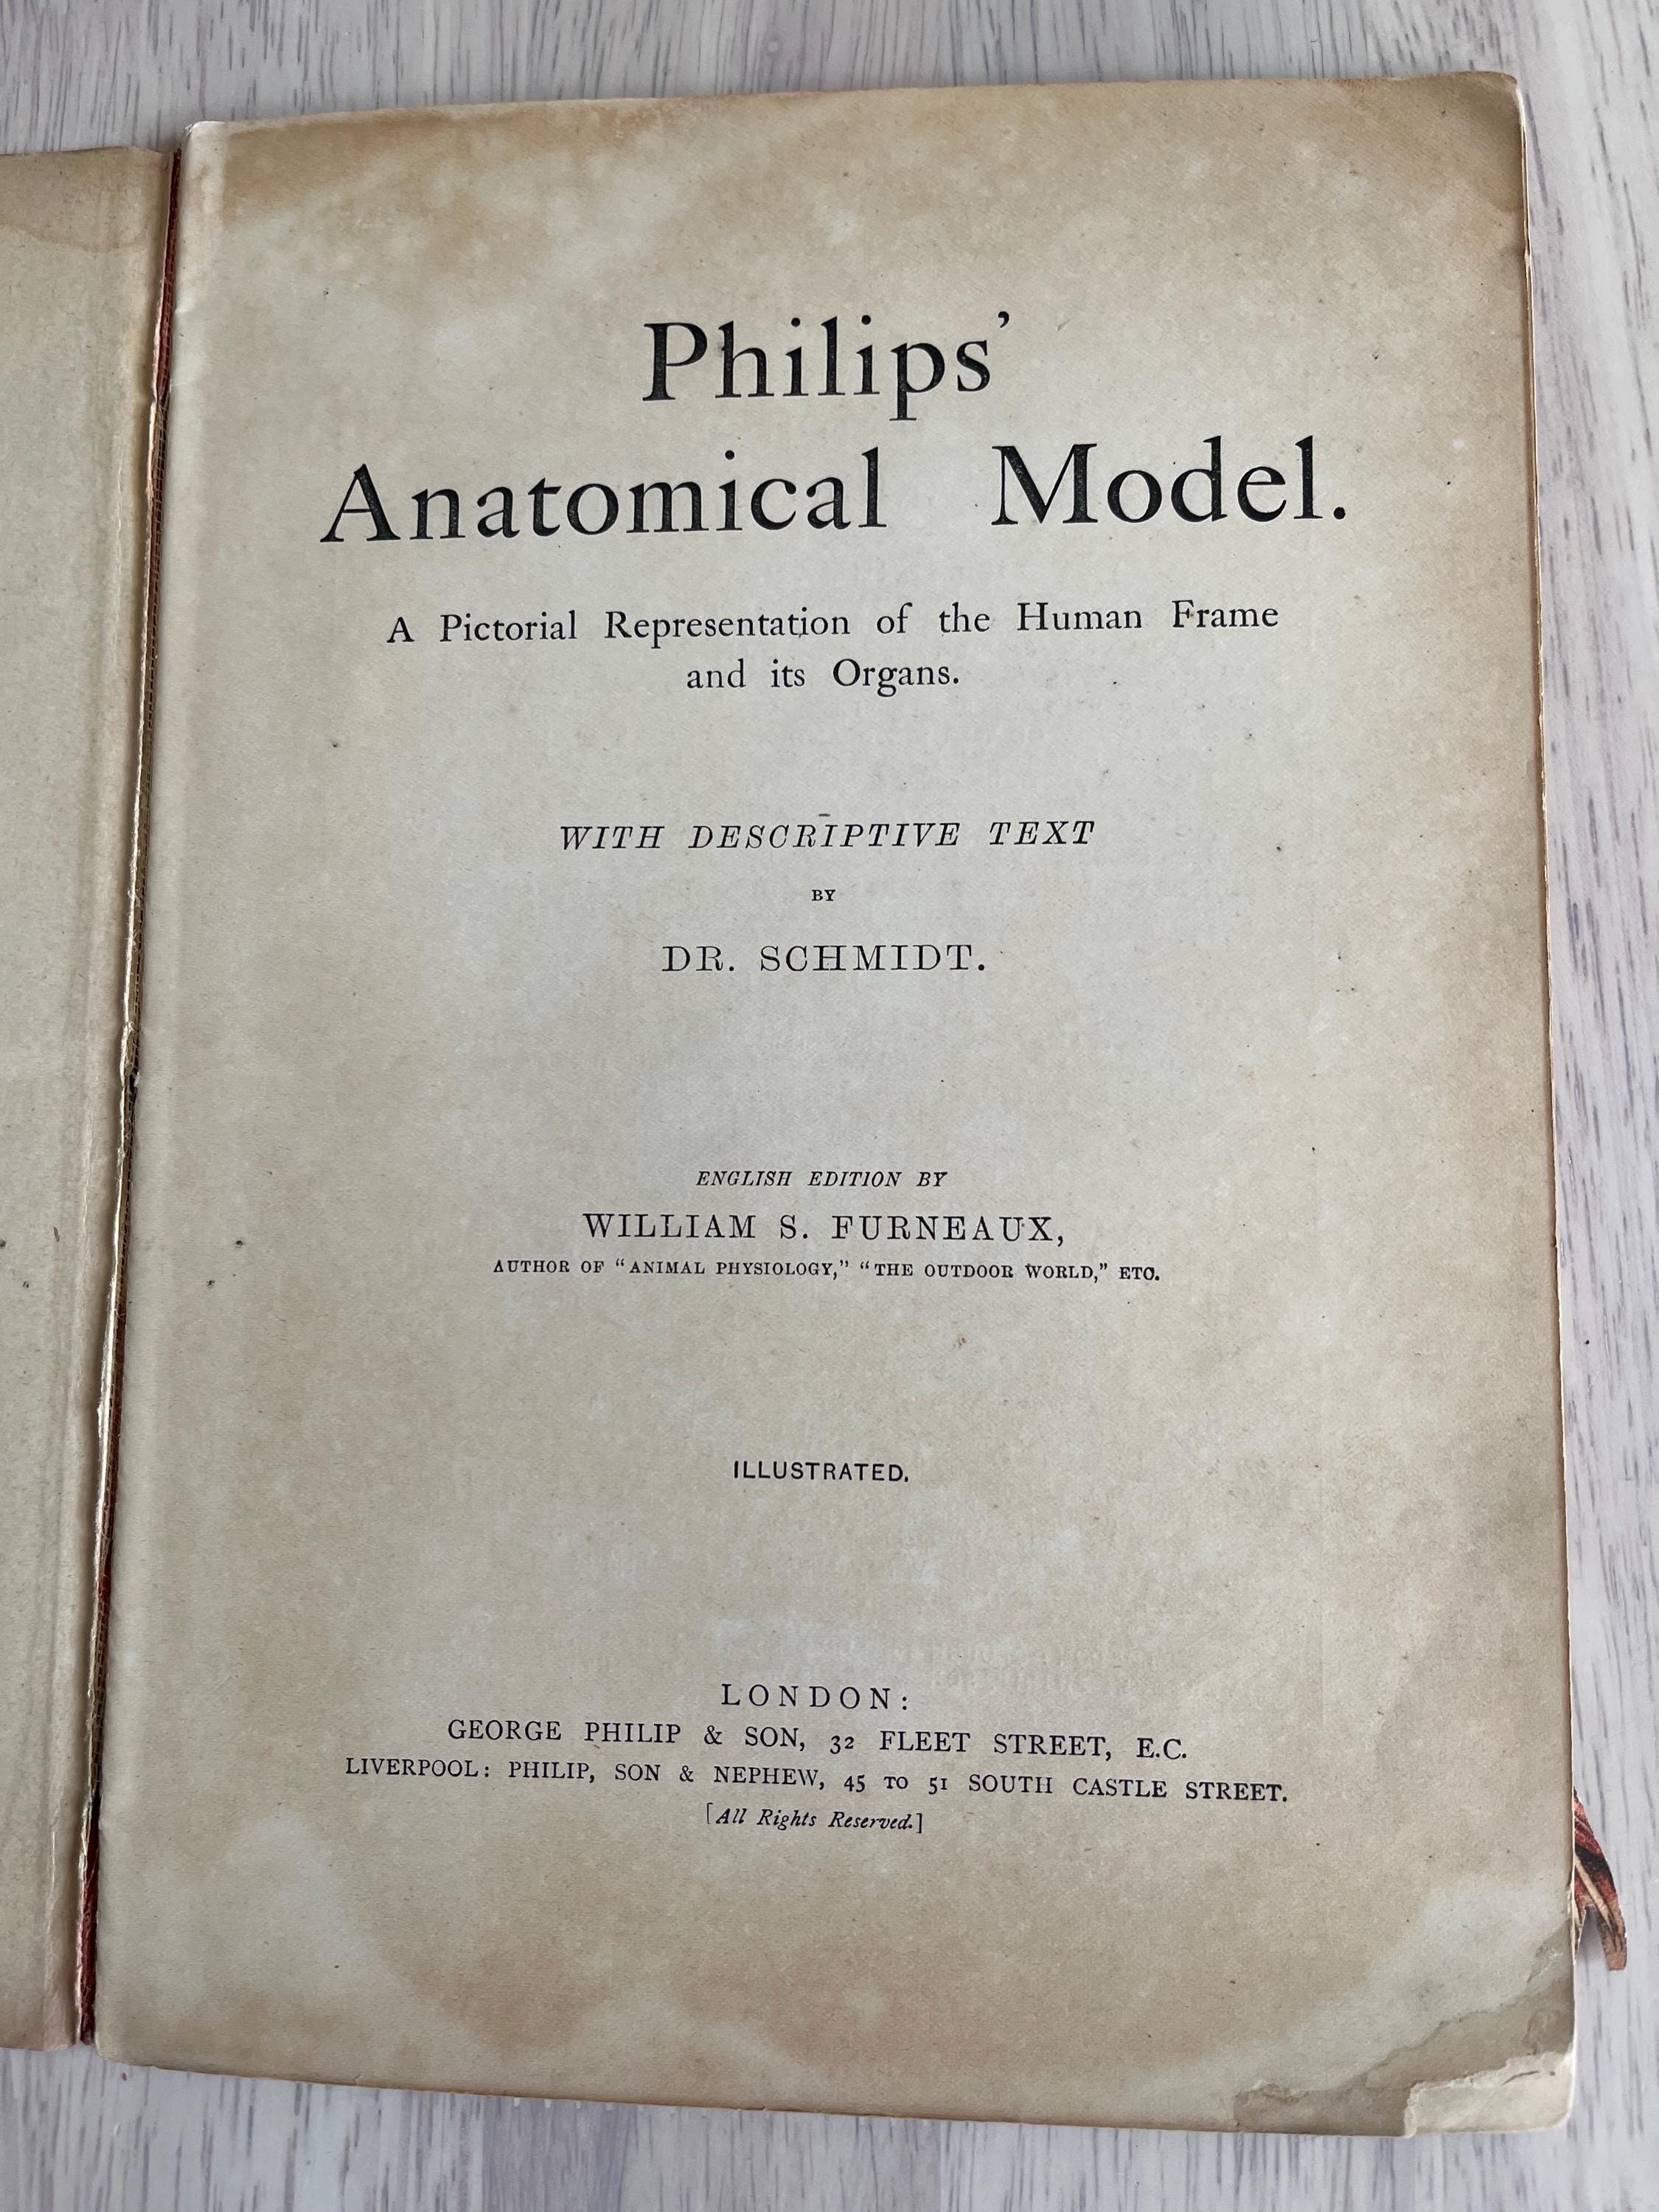 Philips’
Anatomical Model.
A Pictorial Representation of the Human Frame
and its Organs.
WITH DESCRIPTIVE TEXT
BY
DR. SCHMIDT.
ENGLISH EDITION BY
WILLIAM S. FURNEAUX,
AUTHOR OF “ANIMAL PHYSIOLOGY,” “THE OUTDOOR WORLD,” ETC.
ILLUSTRATED.
LONDON:
GEORGE PHILIP & SON, 32 FLEET STREET, E.C.
LIVERPOOL: PHILIP, SON & NEPHEW, 45 TO 51 SOUTH CASTLE STREET.
[All Rights Reserved.]